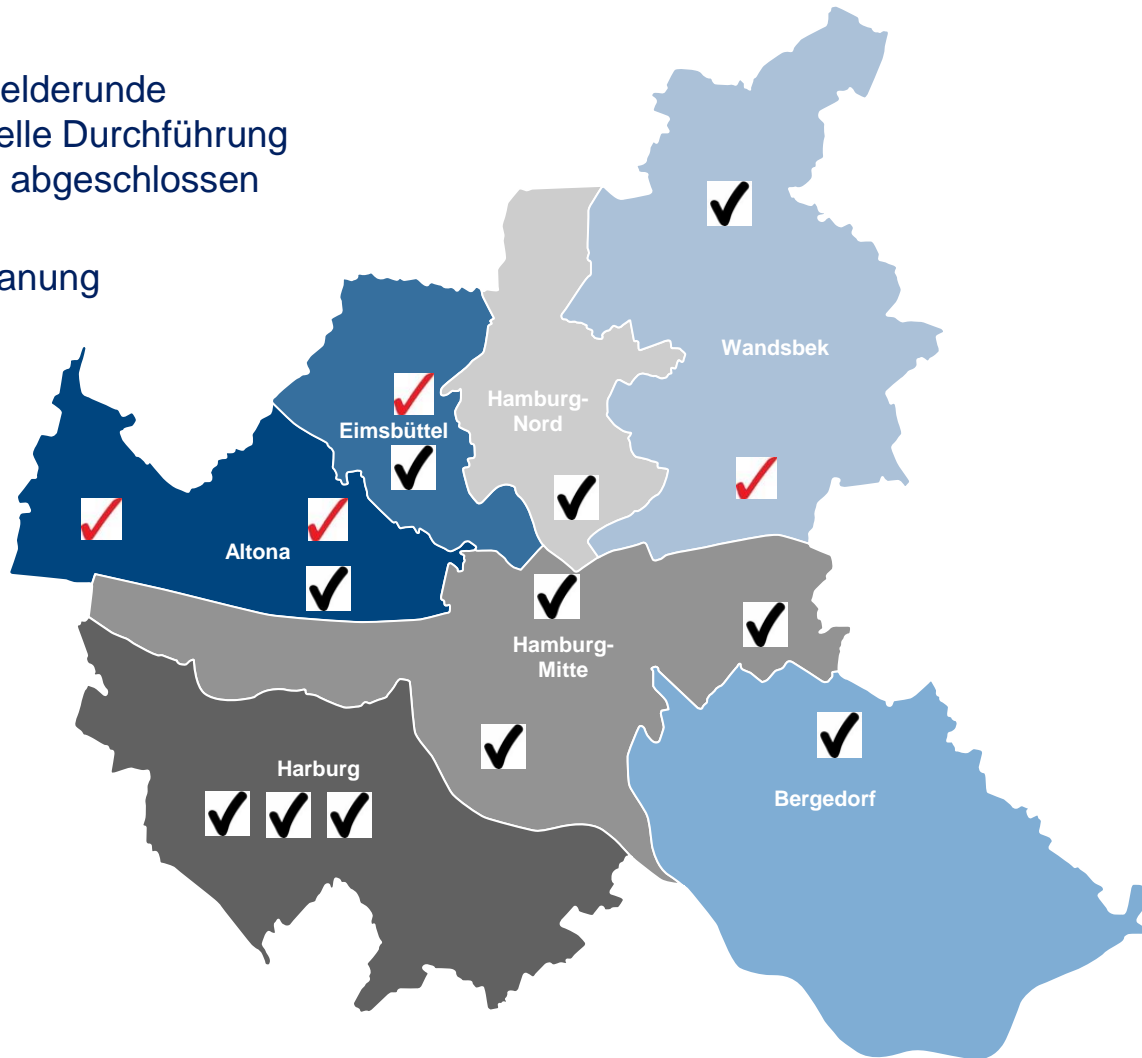 elderunde
elle Durchführung
abgeschlossen
anung
Wandsbek
Hamburg-
Nord
Eimsbüttel
Altona
Hamburg-
Mitte
Harburg
Bergedorf